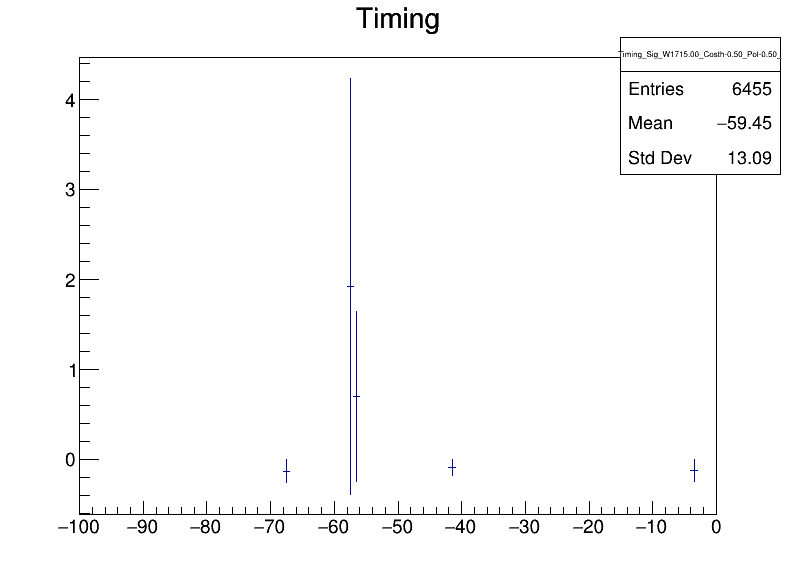 Timing
Timing_Sig_W1715.00_Costh-0.50_Pol-0.50_
Entries 6455
Mean −59.45
Std Dev 13.09
4
3
2
1
0
−100 −90 −80 −70 −60 −50 −40 −30 −20 −10 0